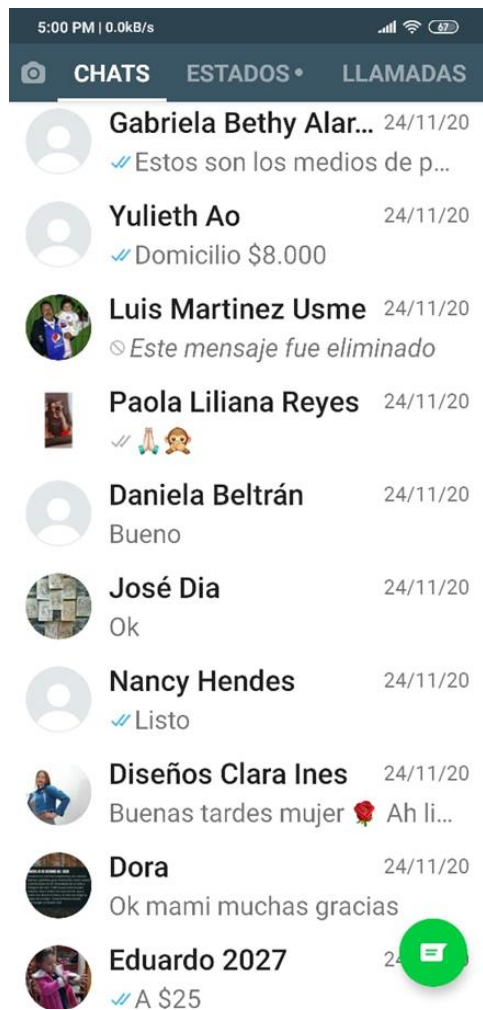 5:00 PM | 0.0kB/s 67
CHATS ESTADOS• LLAMADAS
Gabriela Bethy Alar... 24/11/20
Estos son los medios de p...
Yulieth Ao 24/11/20
Domicilio $8.000
Luis Martinez Usme 24/11/20
Este mensaje fue eliminado
Paola Liliana Reyes 24/11/20
🙏🏻🙊
Daniela Beltrán 24/11/20
Bueno
José Dia 24/11/20
Ok
Nancy Hendes 24/11/20
Listo
Diseños Clara Ines 24/11/20
Buenas tardes mujer 🌹 Ah li...
Dora 24/11/20
Ok mami muchas gracias
Eduardo 2027
A $25